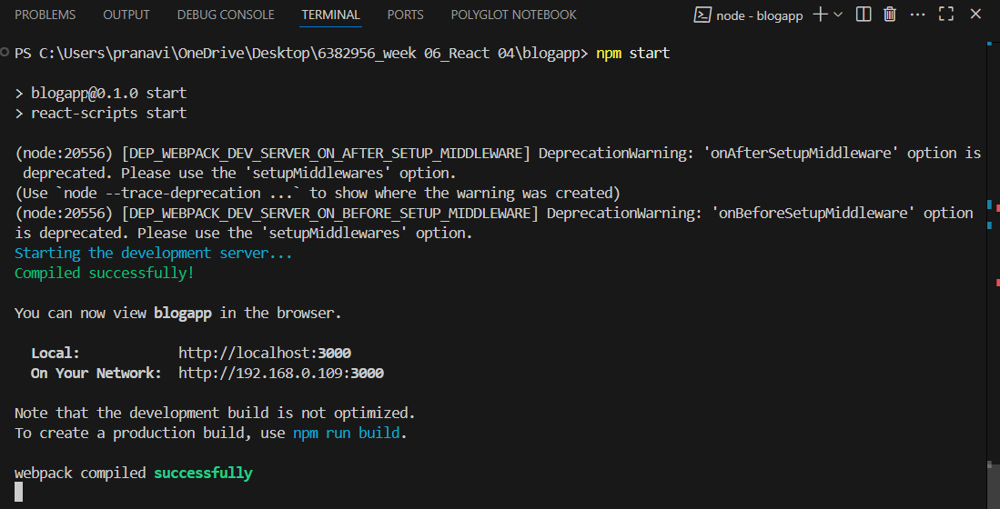 PROBLEMS OUTPUT DEBUG CONSOLE TERMINAL PORTS POLYGLOT NOTEBOOK node - blogapp
PS C:\Users\pranavi\OneDrive\Desktop\6382956_week 06_React 04\blogapp> npm start
> blogapp@0.1.0 start
> react-scripts start
(node:20556) [DEP_WEBPACK_DEV_SERVER_ON_AFTER_SETUP_MIDDLEWARE] DeprecationWarning: 'onAfterSetupMiddleware' option is
deprecated. Please use the 'setupMiddlewares' option.
(Use `node --trace-deprecation ...` to show where the warning was created)
(node:20556) [DEP_WEBPACK_DEV_SERVER_ON_BEFORE_SETUP_MIDDLEWARE] DeprecationWarning: 'onBeforeSetupMiddleware' option
is deprecated. Please use the 'setupMiddlewares' option.
Starting the development server...
Compiled successfully!
You can now view blogapp in the browser.
Local: http://localhost:3000
On Your Network: http://192.168.0.109:3000
Note that the development build is not optimized.
To create a production build, use npm run build.
webpack compiled successfully